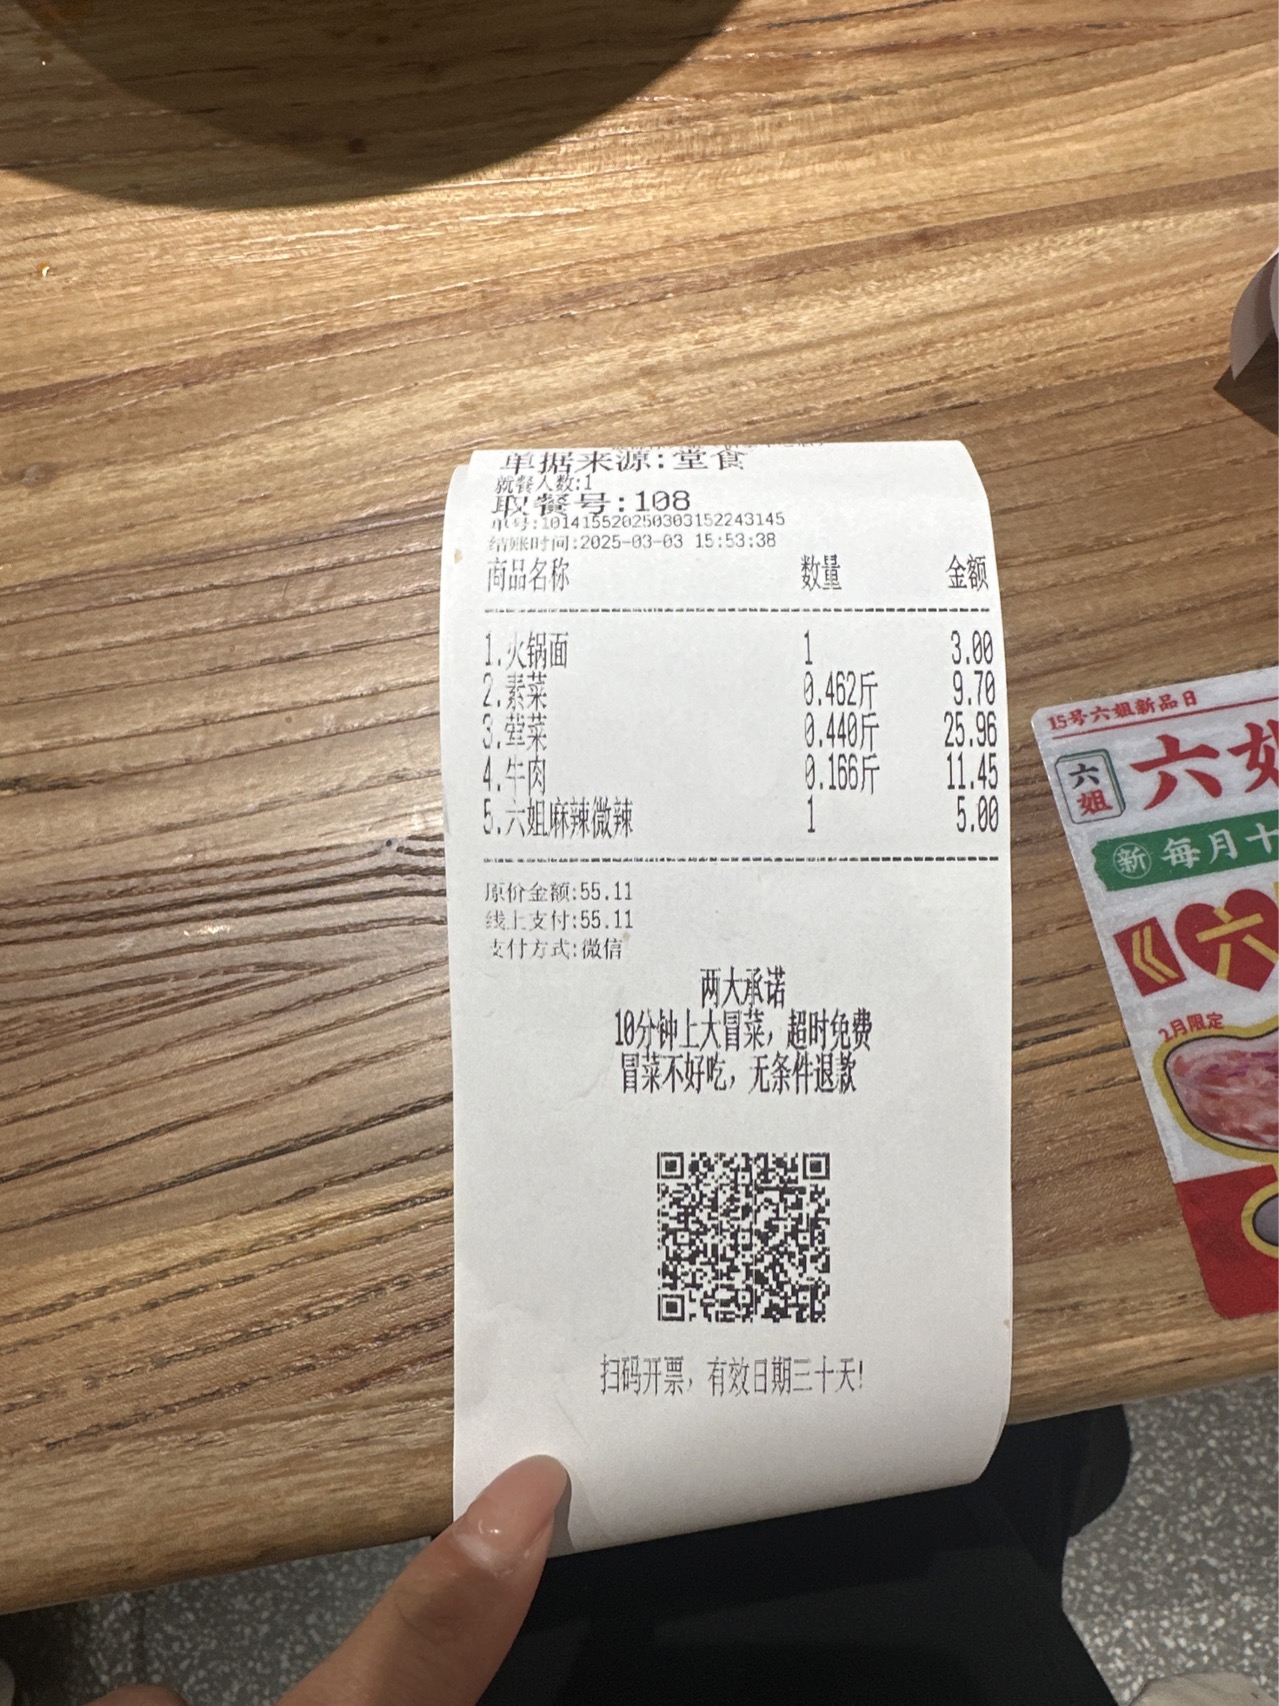 单据来源:堂食
就餐人数:1
取餐号:108
单号:10141552025030315224​3145
结账时间:2025-03-03 15:53:38
商品名称 数量 金额
1.火锅面 1 3.00
2.素菜 0.462斤 9.70
3.荤菜 0.440斤 25.96
4.牛肉 0.166斤 11.45
5.六姐麻辣微辣 1 5.00
原价金额:55.11
线上支付:55.11
支付方式:微信
两大承诺
10分钟上大冒菜，超时免费
冒菜不好吃，无条件退款
扫码开票，有效日期三十天!
15号六姐新品日
六姐
六
新 每月十
六
2月限定